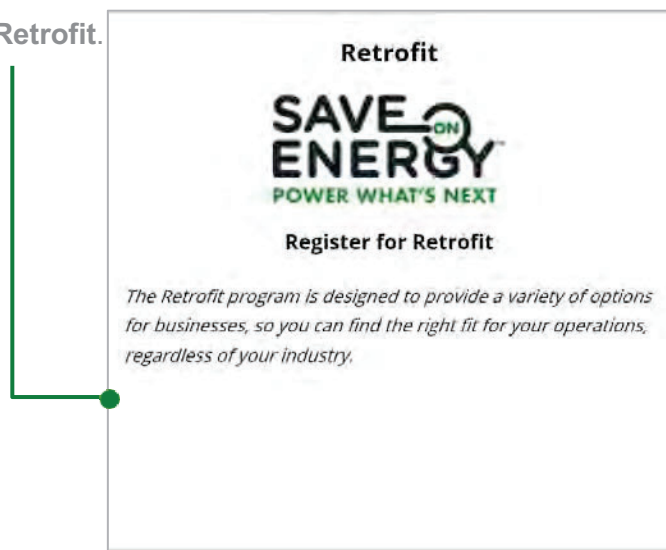 Retrofit.
Retrofit
SAVE ON
ENERGY™
POWER WHAT'S NEXT
Register for Retrofit
The Retrofit program is designed to provide a variety of options
for businesses, so you can find the right fit for your operations,
regardless of your industry.